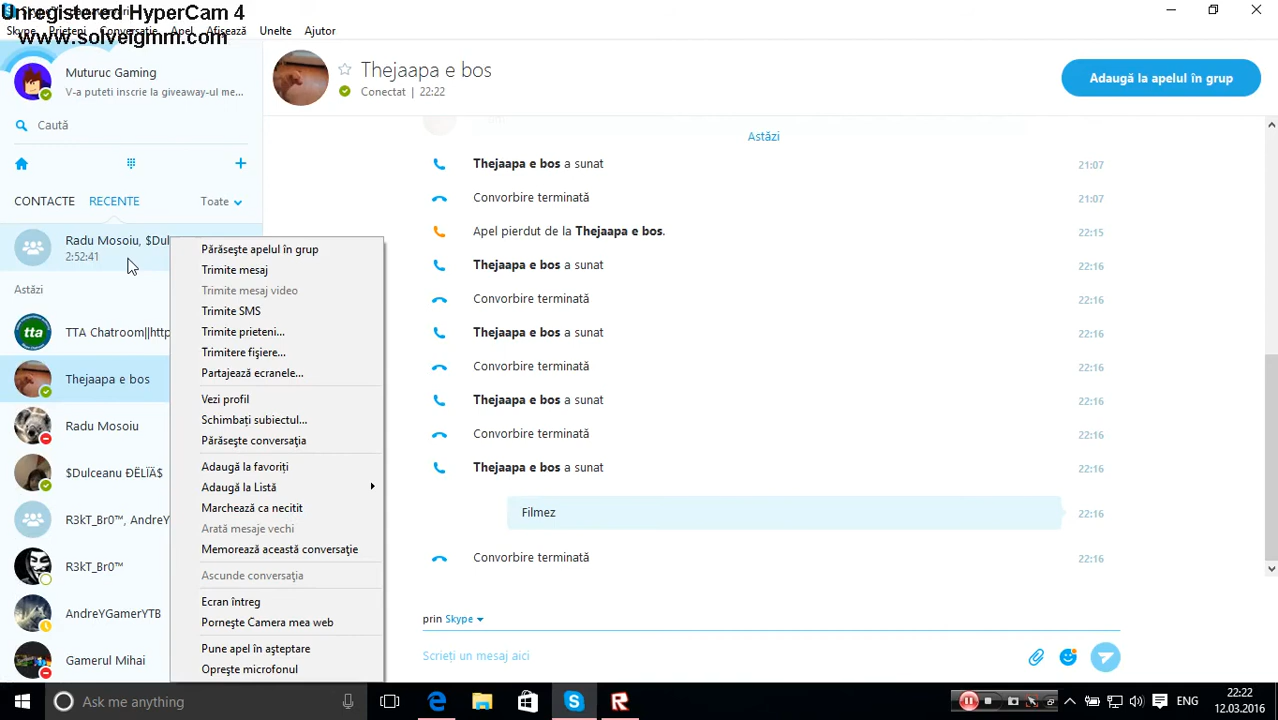 Unregistered HyperCam 4
www.solveigmm.com
Skype Prieteni Conversație Apel Afișează Unelte Ajutor
Muturuc Gaming
V-a puteti inscrie la giveaway-ul me...
Caută
CONTACTE RECENTE Toate
Radu Mosoiu, $Dul
2:52:41
Astăzi
TTA Chatroom||http
Thejaapa e bos
Radu Mosoiu
$Dulceanu ÐËLÏÄ$
R3kT_Br0™, AndreY
R3kT_Br0™
AndreYGamerYTB
Gamerul Mihai
Părăsește apelul în grup
Trimite mesaj
Trimite mesaj video
Trimite SMS
Trimite prieteni...
Trimitere fișiere...
Partajează ecranele...
Vezi profil
Schimbați subiectul...
Părăsește conversația
Adaugă la favoriți
Adaugă la Listă
Marchează ca necitit
Arată mesaje vechi
Memorează această conversație
Ascunde conversația
Ecran întreg
Pornește Camera mea web
Pune apel în așteptare
Oprește microfonul
Thejaapa e bos
Conectat | 22:22
Adaugă la apelul în grup
Astăzi
Thejaapa e bos a sunat 21:07
Convorbire terminată 21:07
Apel pierdut de la Thejaapa e bos. 22:15
Thejaapa e bos a sunat 22:16
Convorbire terminată 22:16
Thejaapa e bos a sunat 22:16
Convorbire terminată 22:16
Thejaapa e bos a sunat 22:16
Convorbire terminată 22:16
Thejaapa e bos a sunat 22:16
Filmez 22:16
Convorbire terminată 22:16
prin Skype
Scrieți un mesaj aici
Ask me anything
ENG
22:22
12.03.2016